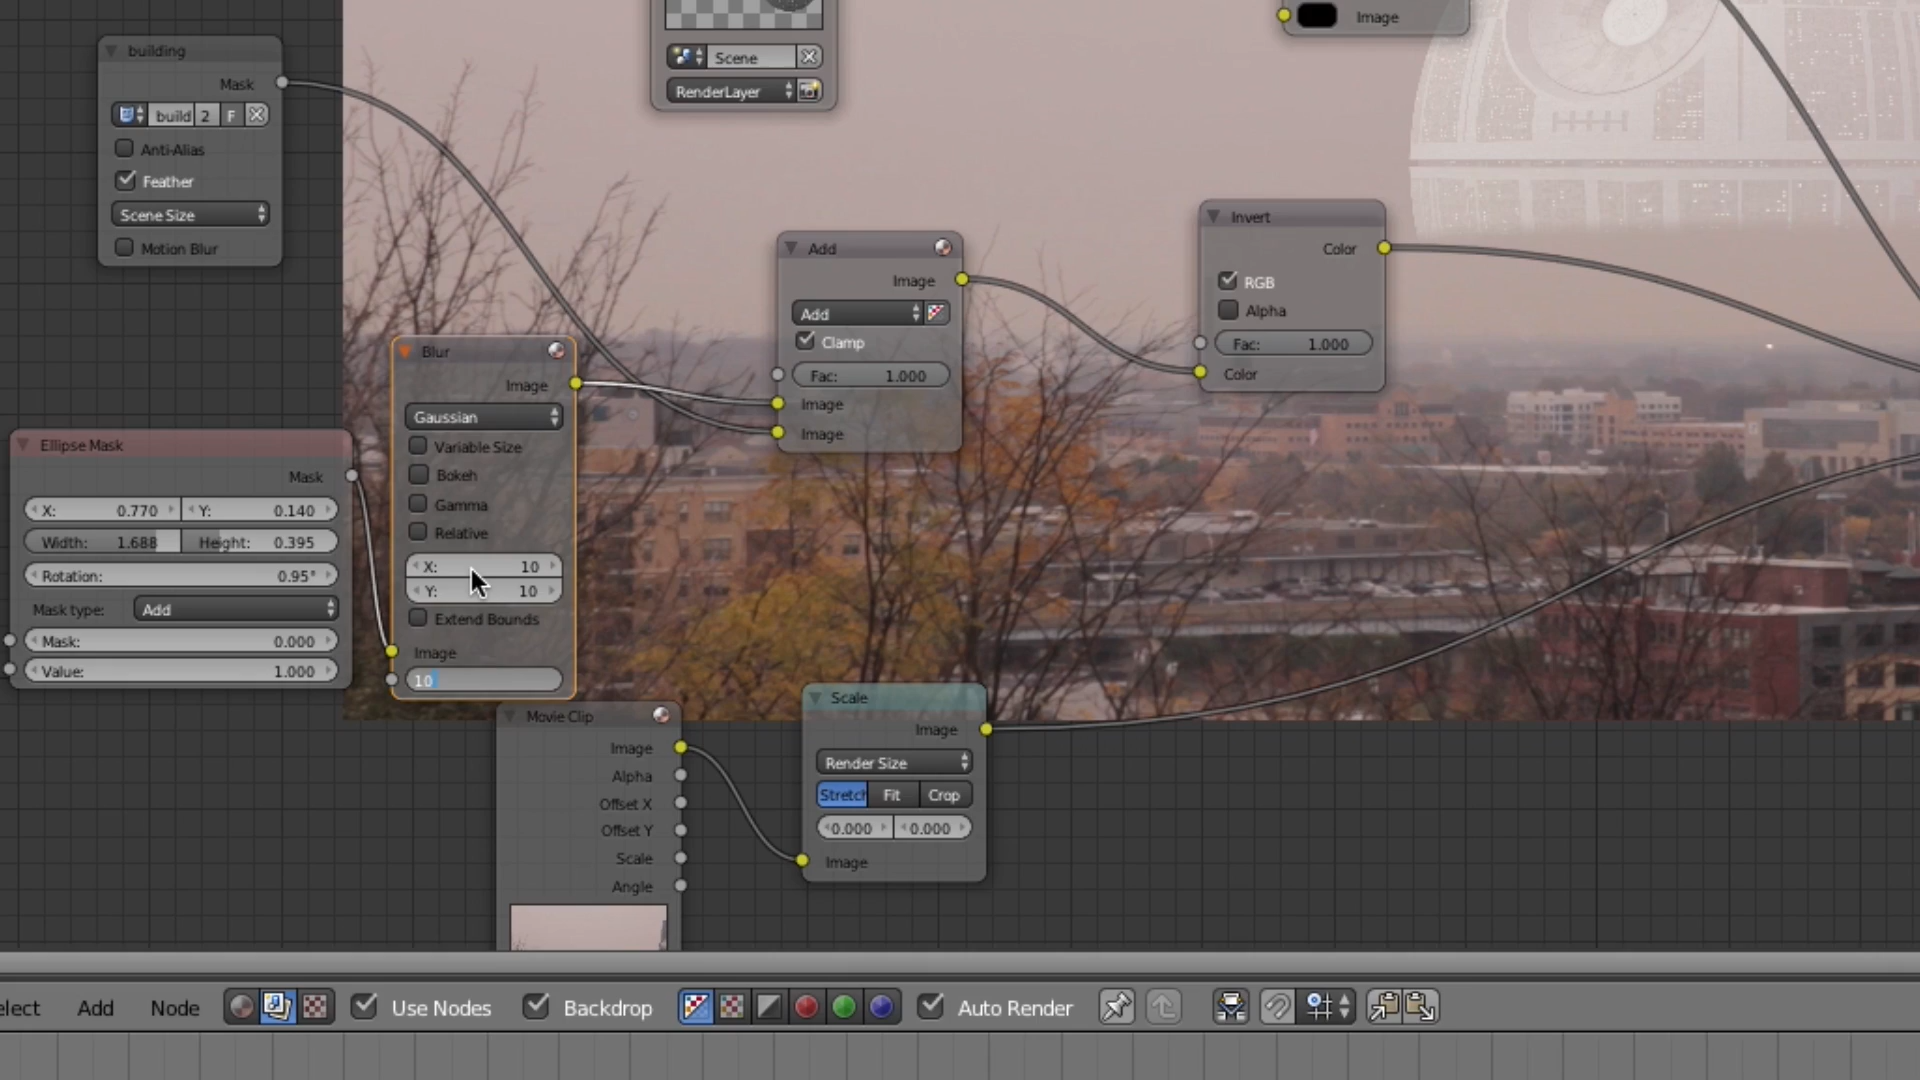 building
Mask
build 2 F
Anti-Alias
Feather
Scene Size
Motion Blur
Scene
RenderLayer
Image
Add
Image
Add
Clamp
Fac: 1.000
Image
Image
Invert
Color
RGB
Alpha
Fac: 1.000
Color
Blur
Image
Gaussian
Variable Size
Bokeh
Gamma
Relative
X: 10
Y: 10
Extend Bounds
Image
10
Ellipse Mask
Mask
X: 0.770 Y: 0.140
Width: 1.688 Height: 0.395
Rotation: 0.95°
Mask type: Add
Mask: 0.000
Value: 1.000
Movie Clip
Image
Alpha
Offset X
Offset Y
Scale
Angle
Scale
Image
Render Size
Stretch Fit Crop
0.000 0.000
Image
elect Add Node Use Nodes Backdrop Auto Render